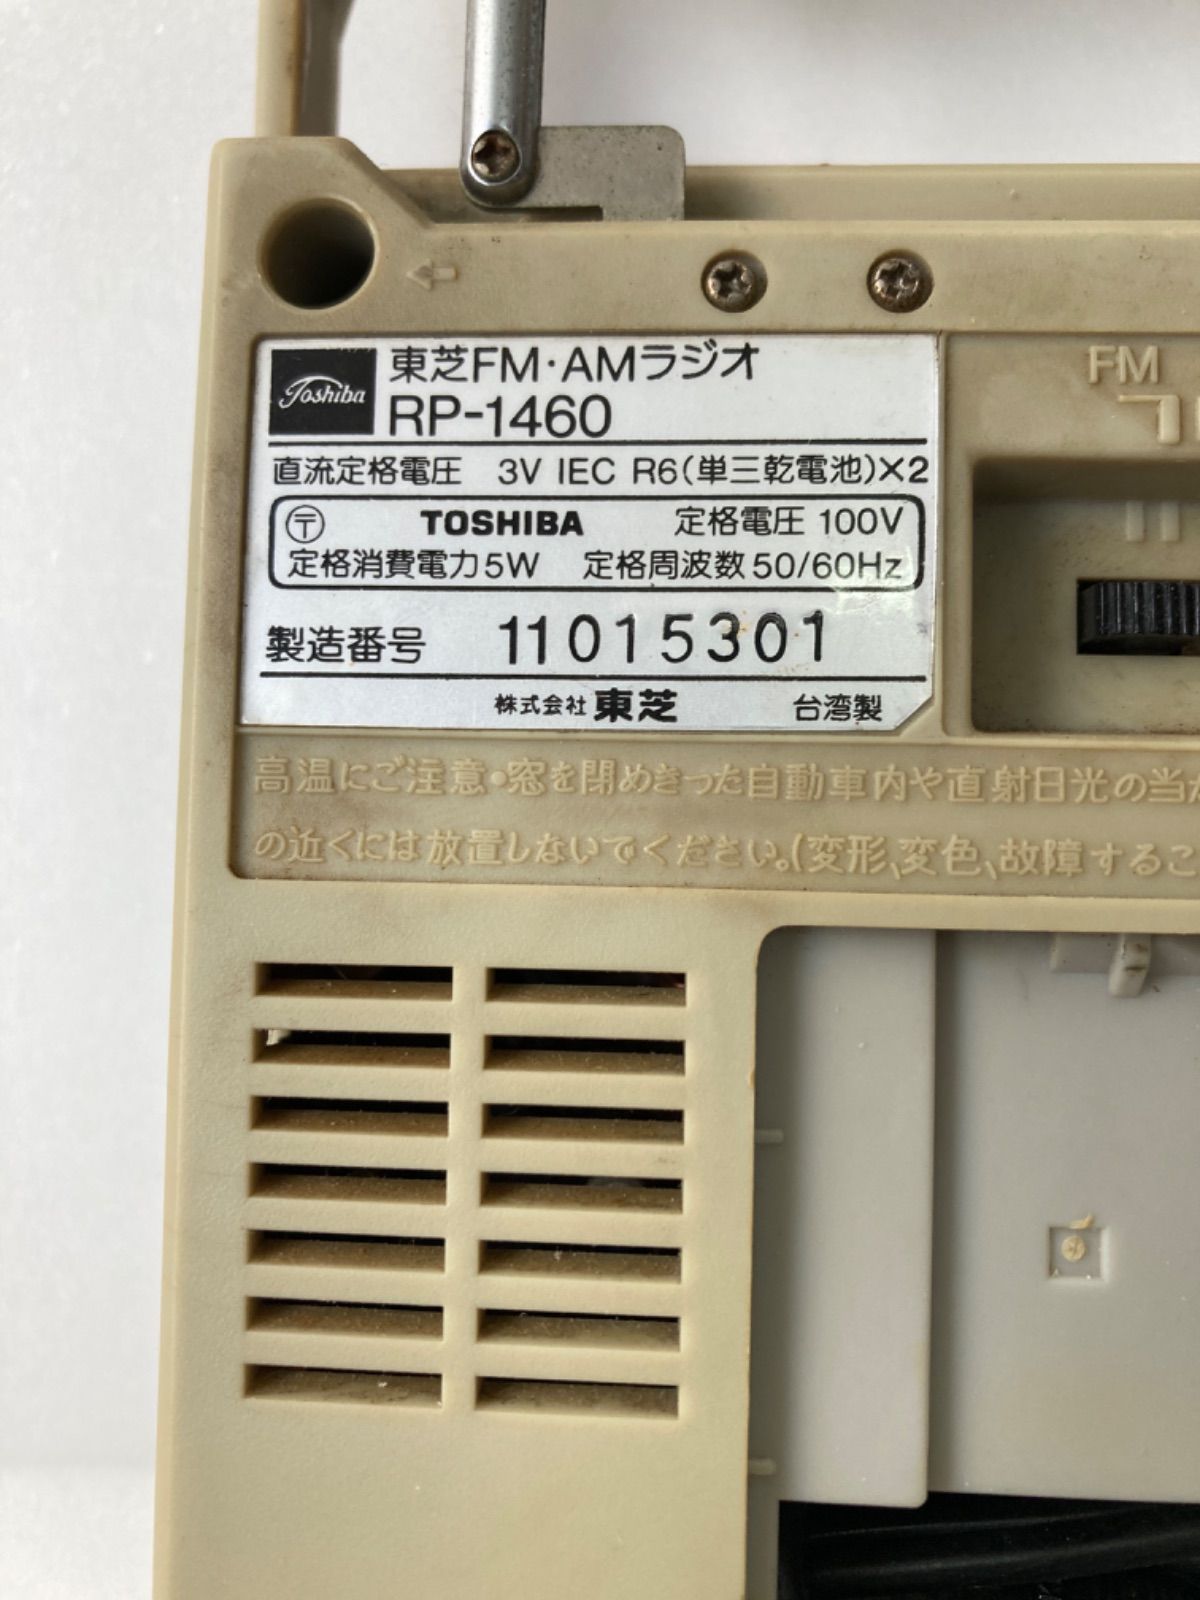 Toshiba 東芝FM・AMラジオ
RP-1460
直流定格電圧 3V IEC R6(単三乾電池)×2
〶 TOSHIBA 定格電圧 100V
定格消費電力5W 定格周波数50/60Hz
製造番号 11015301
株式会社 東芝 台湾製
FM
高温にご注意・窓を閉めきった自動車内や直射日光の当
の近くには放置しないでください。(変形、変色、故障するこ